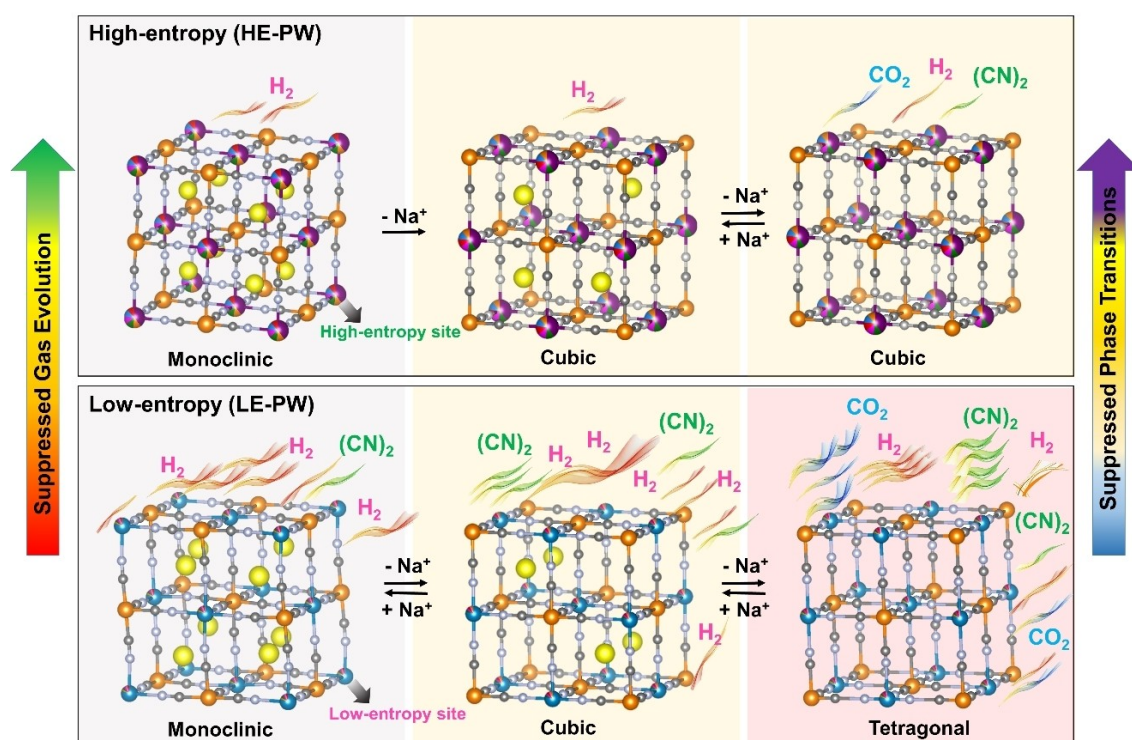 High-entropy (HE-PW)
H₂
H₂
CO₂
H₂
(CN)₂
- Na⁺
- Na⁺
+ Na⁺
High-entropy site
Monoclinic
Cubic
Cubic
Suppressed Gas Evolution
Suppressed Phase Transitions
Low-entropy (LE-PW)
H₂
H₂
(CN)₂
H₂
(CN)₂
H₂
H₂
(CN)₂
H₂
H₂
H₂
CO₂
H₂
(CN)₂
H₂
(CN)₂
CO₂
- Na⁺
+ Na⁺
- Na⁺
+ Na⁺
Low-entropy site
Monoclinic
Cubic
Tetragonal